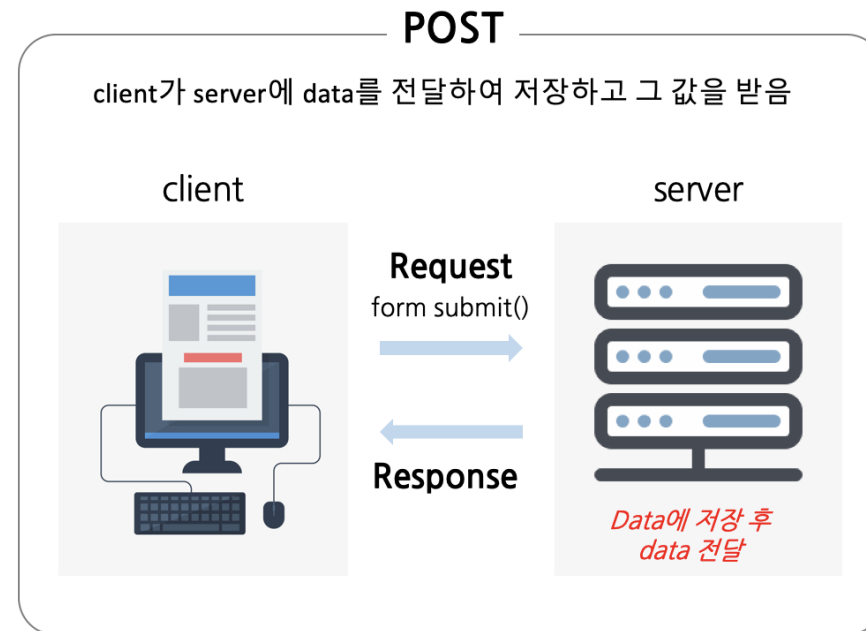 POST
client가 server에 data를 전달하여 저장하고 그 값을 받음
client
server
Request
form submit()
Response
Data에 저장 후
data 전달